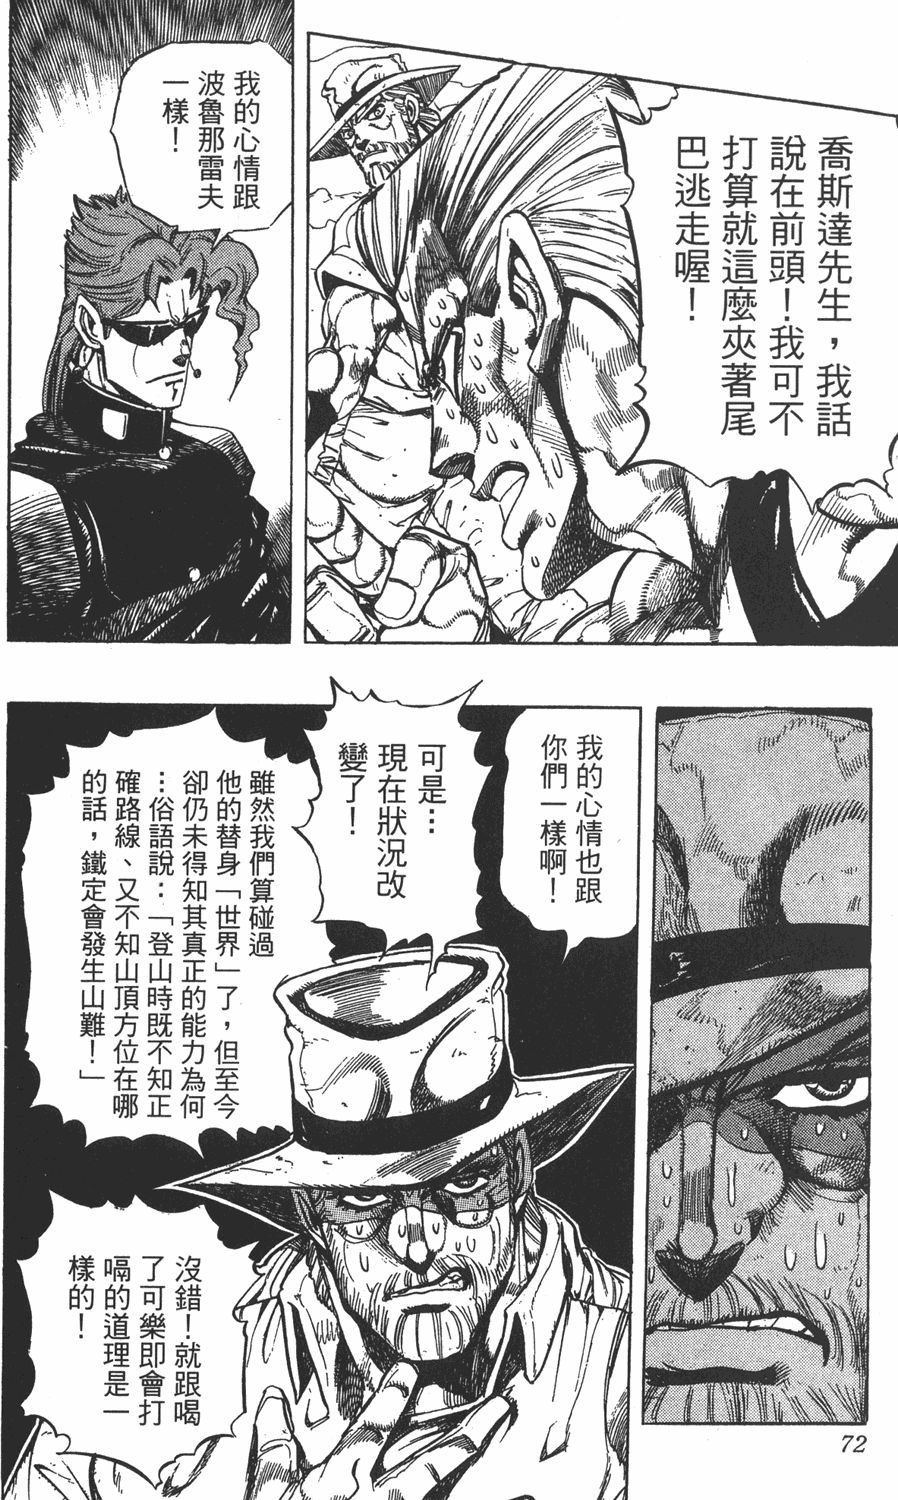 喬斯達先生，我話
說在前頭！我可不
打算就這麼夾著尾
巴逃走喔！
我的心情跟
波魯那雷夫
一樣！
我的心情也跟
你們一樣啊！
可是…
現在狀況改
變了！
雖然我們算碰過
他的替身「世界」了，但至今
卻仍未得知其真正的能力為何
…俗語說：「登山時既不知正
確路線、又不知山頂方位在哪
的話，鐵定會發生山難！」
沒錯！就跟喝
了可樂即會打
嗝的道理是一
樣的！
72